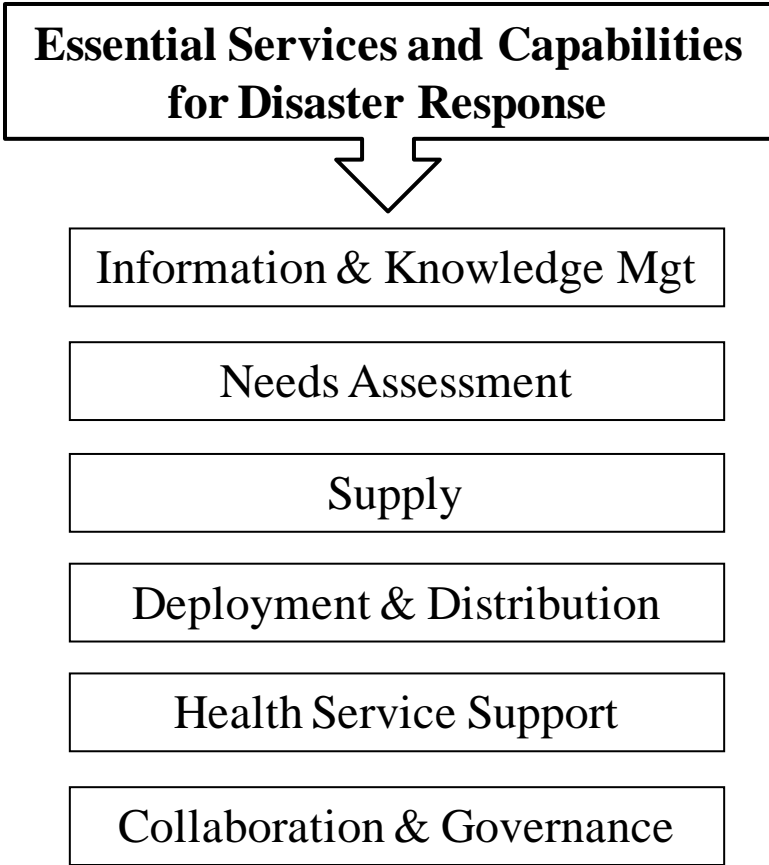 Essential Services and Capabilities
for Disaster Response
Information & Knowledge Mgt
Needs Assessment
Supply
Deployment & Distribution
Health Service Support
Collaboration & Governance